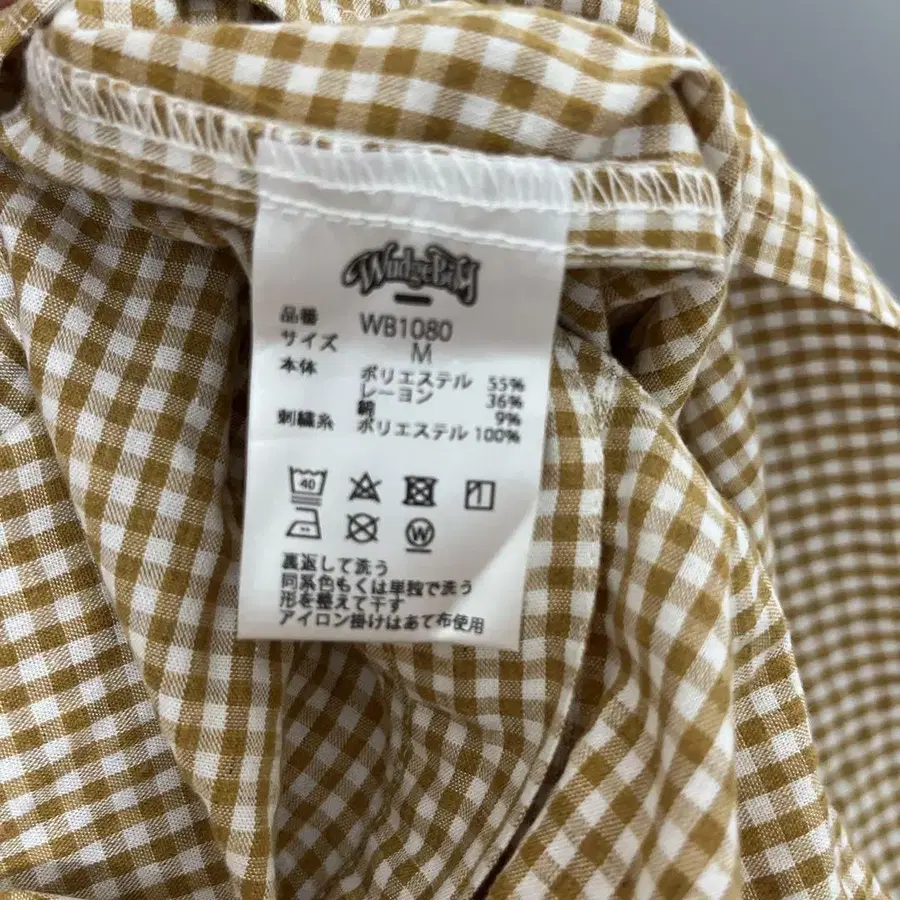 WudgeBoy
品番 WB1080
サイズ M
本体 ポリエステル 55%
レーヨン 36%
綿 9%
刺繍糸 ポリエステル 100%
40
W
裏返して洗う
同系色もくは単独で洗う
形を整えて干す
アイロン掛けはあて布使用